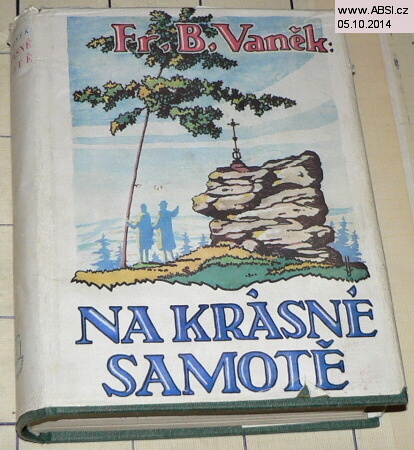 www.ABSI.cz
05.10.2014
Fr. B. Vaněk:
NA KRÁSNÉ
SAMOTĚ